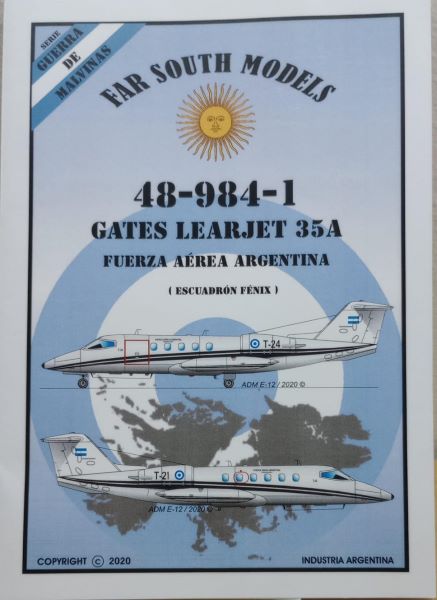 SERIE
GUERRA
DE
MALVINAS
FAR SOUTH MODELS
48-984-1
GATES LEARJET 35A
FUERZA AÉREA ARGENTINA
( ESCUADRÓN FÉNIX )
T-24
ADM E-12 / 2020 ©
T-21
ADM E-12 / 2020 ©
COPYRIGHT © 2020
INDUSTRIA ARGENTINA